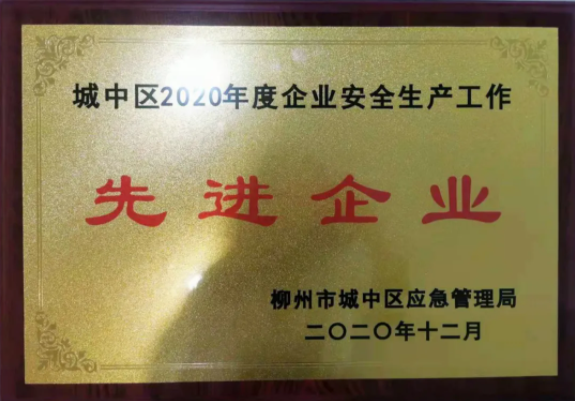 城中区2020年度企业安全生产工作
先进企业
柳州市城中区应急管理局
二〇二〇年十二月